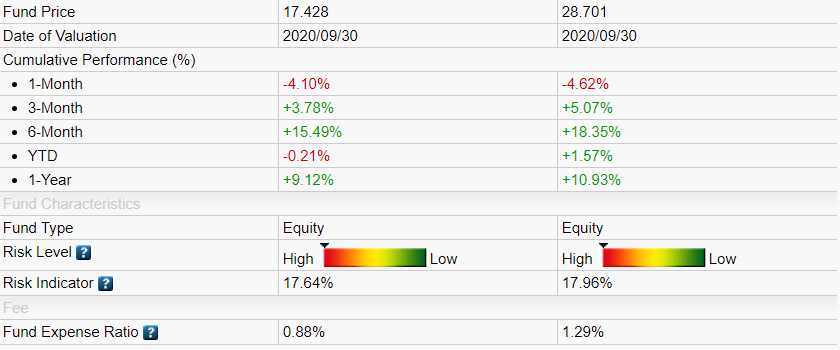 Fund Price 17.428 28.701
Date of Valuation 2020/09/30 2020/09/30
Cumulative Performance (%)
• 1-Month -4.10% -4.62%
• 3-Month +3.78% +5.07%
• 6-Month +15.49% +18.35%
• YTD -0.21% +1.57%
• 1-Year +9.12% +10.93%
Fund Characteristics
Fund Type Equity Equity
Risk Level ? High Low High Low
Risk Indicator ? 17.64% 17.96%
Fee
Fund Expense Ratio ? 0.88% 1.29%